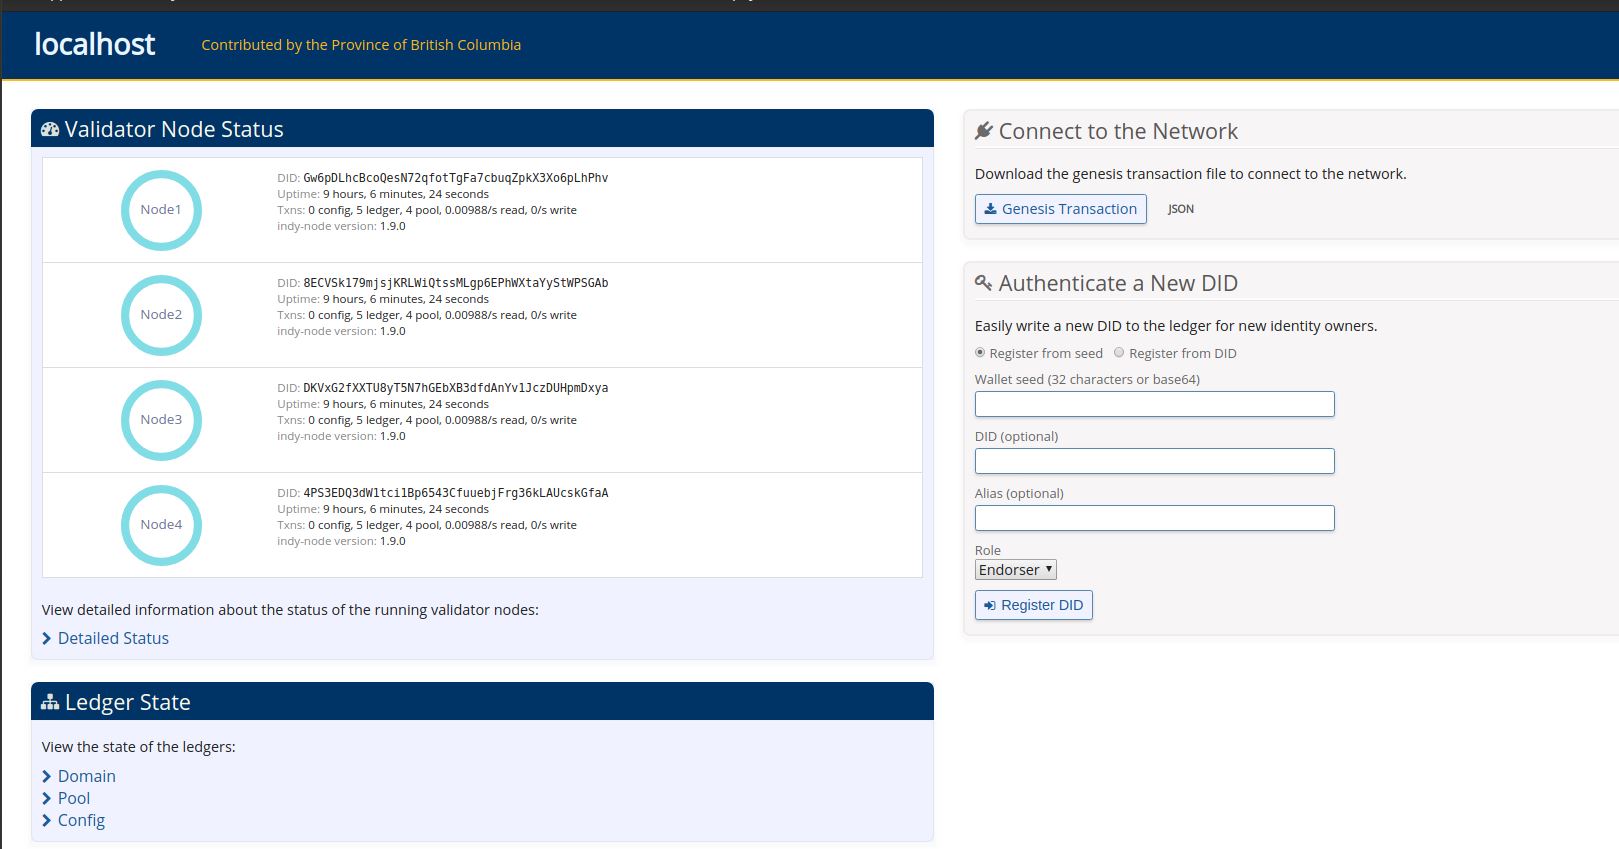 localhost
Contributed by the Province of British Columbia
Validator Node Status
Node1
DID: Gw6pDLhcBcoQesN72qfotTgFa7cbuqZpkX3Xo6pLhPhv
Uptime: 9 hours, 6 minutes, 24 seconds
Txns: 0 config, 5 ledger, 4 pool, 0.00988/s read, 0/s write
indy-node version: 1.9.0
Node2
DID: 8ECVSk179mjsjKRLWiQtssMLgp6EPhWXtaYyStWPSGAb
Uptime: 9 hours, 6 minutes, 24 seconds
Txns: 0 config, 5 ledger, 4 pool, 0.00988/s read, 0/s write
indy-node version: 1.9.0
Node3
DID: DKVxG2fXXTU8yT5N7hGEbXB3dfdAnYv1JczDUHpmDxya
Uptime: 9 hours, 6 minutes, 24 seconds
Txns: 0 config, 5 ledger, 4 pool, 0.00988/s read, 0/s write
indy-node version: 1.9.0
Node4
DID: 4PS3EDQ3dW1tci1Bp6543CfuuebjFrg36kLAUcskGfaA
Uptime: 9 hours, 6 minutes, 24 seconds
Txns: 0 config, 5 ledger, 4 pool, 0.00988/s read, 0/s write
indy-node version: 1.9.0
View detailed information about the status of the running validator nodes:
Detailed Status
Ledger State
View the state of the ledgers:
Domain
Pool
Config
Connect to the Network
Download the genesis transaction file to connect to the network.
Genesis Transaction JSON
Authenticate a New DID
Easily write a new DID to the ledger for new identity owners.
Register from seed Register from DID
Wallet seed (32 characters or base64)
DID (optional)
Alias (optional)
Role
Endorser
Register DID